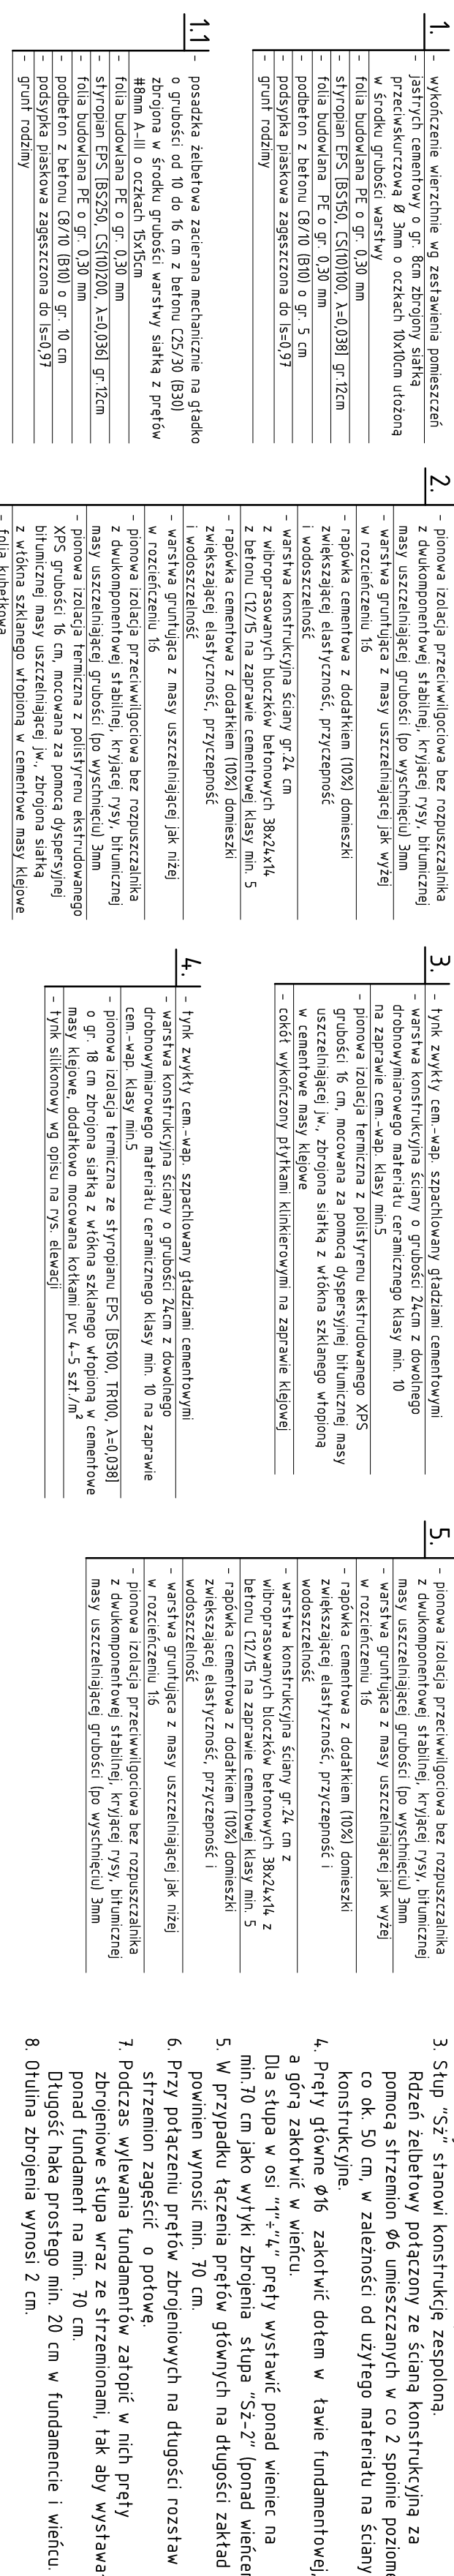 1.
- wykończenie wierzchnie wg zestawienia pomieszczeń
- jastrych cementowy o gr. 8cm zbrojony siatką
przeciwskurczową Ø 3mm o oczkach 10x10cm ułożoną
w środku grubości warstwy
- folia budowlana PE o gr. 0,30 mm
- styropian EPS [BS150, CS(10)100, λ=0,038] gr.12cm
- folia budowlana PE o gr. 0,30 mm
- podbeton z betonu C8/10 (B10) o gr. 5 cm
- podsypka piaskowa zagęszczona do Is=0,97
- grunt rodzimy
1.1
- posadzka żelbetowa zacierana mechanicznie na gładko
o grubości od 10 do 16 cm z betonu C25/30 (B30)
zbrojona w środku grubości warstwy siatką z prętów
#8mm A-III o oczkach 15x15cm
- folia budowlana PE o gr. 0,30 mm
- styropian EPS [BS250, CS(10)200, λ=0,036] gr.12cm
- folia budowlana PE o gr. 0,30 mm
- podbeton z betonu C8/10 (B10) o gr. 10 cm
- podsypka piaskowa zagęszczona do Is=0,97
- grunt rodzimy
2.
- pionowa izolacja przeciwwilgociowa bez rozpuszczalnika
z dwukomponentowej stabilnej, kryjącej rysy, bitumicznej
masy uszczelniającej grubości (po wyschnięciu) 3mm
- warstwa gruntująca z masy uszczelniającej jak wyżej
w rozcieńczeniu 1:6
- rapówka cementowa z dodatkiem (10%) domieszki
zwiększającej elastyczność, przyczepność
i wodoszczelność
- warstwa konstrukcyjna ściany gr.24 cm
z wibroprasowanych bloczków betonowych 38x24x14
z betonu C12/15 na zaprawie cementowej klasy min. 5
- rapówka cementowa z dodatkiem (10%) domieszki
zwiększającej elastyczność, przyczepność
i wodoszczelność
- warstwa gruntująca z masy uszczelniającej jak niżej
w rozcieńczeniu 1:6
- pionowa izolacja przeciwwilgociowa bez rozpuszczalnika
z dwukomponentowej stabilnej, kryjącej rysy, bitumicznej
masy uszczelniającej grubości (po wyschnięciu) 3mm
- pionowa izolacja termiczna z polistyrenu ekstrudowanego
XPS grubości 16 cm, mocowana za pomocą dyspersyjnej
bitumicznej masy uszczelniającej jw., zbrojona siatką
z włókna szklanego wtopioną w cementowe masy klejowe
- folia kubełkowa
3.
- tynk zwykły cem.-wap. szpachlowany gładziami cementowymi
- warstwa konstrukcyjna ściany o grubości 24cm z dowolnego
drobnowymiarowego materiału ceramicznego klasy min. 10
na zaprawie cem.-wap. klasy min.5
- pionowa izolacja termiczna z polistyrenu ekstrudowanego XPS
grubości 16 cm, mocowana za pomocą dyspersyjnej bitumicznej masy
uszczelniającej jw., zbrojona siatką z włókna szklanego wtopioną
w cementowe masy klejowe
- cokół wykończony płytkami klinkierowymi na zaprawie klejowej
4.
- tynk zwykły cem.-wap. szpachlowany gładziami cementowymi
- warstwa konstrukcyjna ściany o grubości 24cm z dowolnego
drobnowymiarowego materiału ceramicznego klasy min. 10 na zaprawie
cem.-wap. klasy min.5
- pionowa izolacja termiczna ze styropianu EPS [BS100, TR100, λ=0,038]
o gr. 18 cm zbrojona siatką z włókna szklanego wtopioną w cementowe
masy klejowe, dodatkowo mocowana kołkami pvc 4-5 szt./m²
- tynk silikonowy wg opisu na rys. elewacji
5.
- pionowa izolacja przeciwwilgociowa bez rozpuszczalnika
z dwukomponentowej stabilnej, kryjącej rysy, bitumicznej
masy uszczelniającej grubości (po wyschnięciu) 3mm
- warstwa gruntująca z masy uszczelniającej jak wyżej
w rozcieńczeniu 1:6
- rapówka cementowa z dodatkiem (10%) domieszki
zwiększającej elastyczność, przyczepność i
wodoszczelność
- warstwa konstrukcyjna ściany gr.24 cm z
wibroprasowanych bloczków betonowych 38x24x14 z
betonu C12/15 na zaprawie cementowej klasy min. 5
- rapówka cementowa z dodatkiem (10%) domieszki
zwiększającej elastyczność, przyczepność i
wodoszczelność
- warstwa gruntująca z masy uszczelniającej jak niżej
w rozcieńczeniu 1:6
- pionowa izolacja przeciwwilgociowa bez rozpuszczalnika
z dwukomponentowej stabilnej, kryjącej rysy, bitumicznej
masy uszczelniającej grubości (po wyschnięciu) 3mm
3. Słup "Sż" stanowi konstrukcję zespoloną.
Rdzeń żelbetowy połączony ze ścianą konstrukcyjną za
pomocą strzemion Ø6 umieszczanych w co 2 spoinie poziome
co ok. 50 cm, w zależności od użytego materiału na ściany
konstrukcyjne.
4. Pręty główne Ø16 zakotwić dołem w ławie fundamentowej,
a górą zakotwić w wieńcu.
Dla słupa w osi "1"÷"4" pręty wystawić ponad wieniec na
min.70 cm jako wytyki zbrojenia słupa "Sż-2" (ponad wieńcem
5. W przypadku łączenia prętów głównych na długości zakład
powinien wynosić min. 70 cm.
6. Przy połączeniu prętów zbrojeniowych na długości rozstaw
strzemion zagęścić o połowę.
7. Podczas wylewania fundamentów zatopić w nich pręty
zbrojeniowe słupa wraz ze strzemionami, tak aby wystawa
ponad fundament na min. 70 cm.
Długość haka prostego min. 20 cm w fundamencie i wieńcu.
8. Otulina zbrojenia wynosi 2 cm.